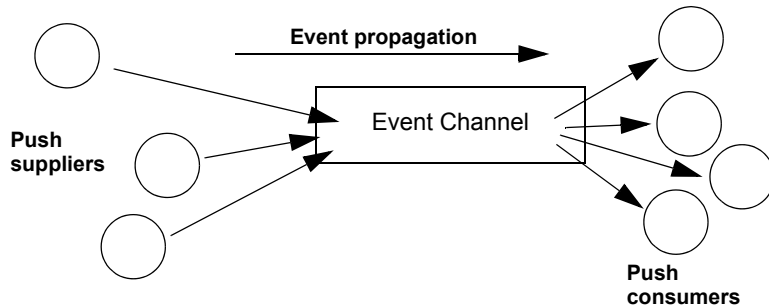 Event propagation
Event Channel
Push
suppliers
Push
consumers